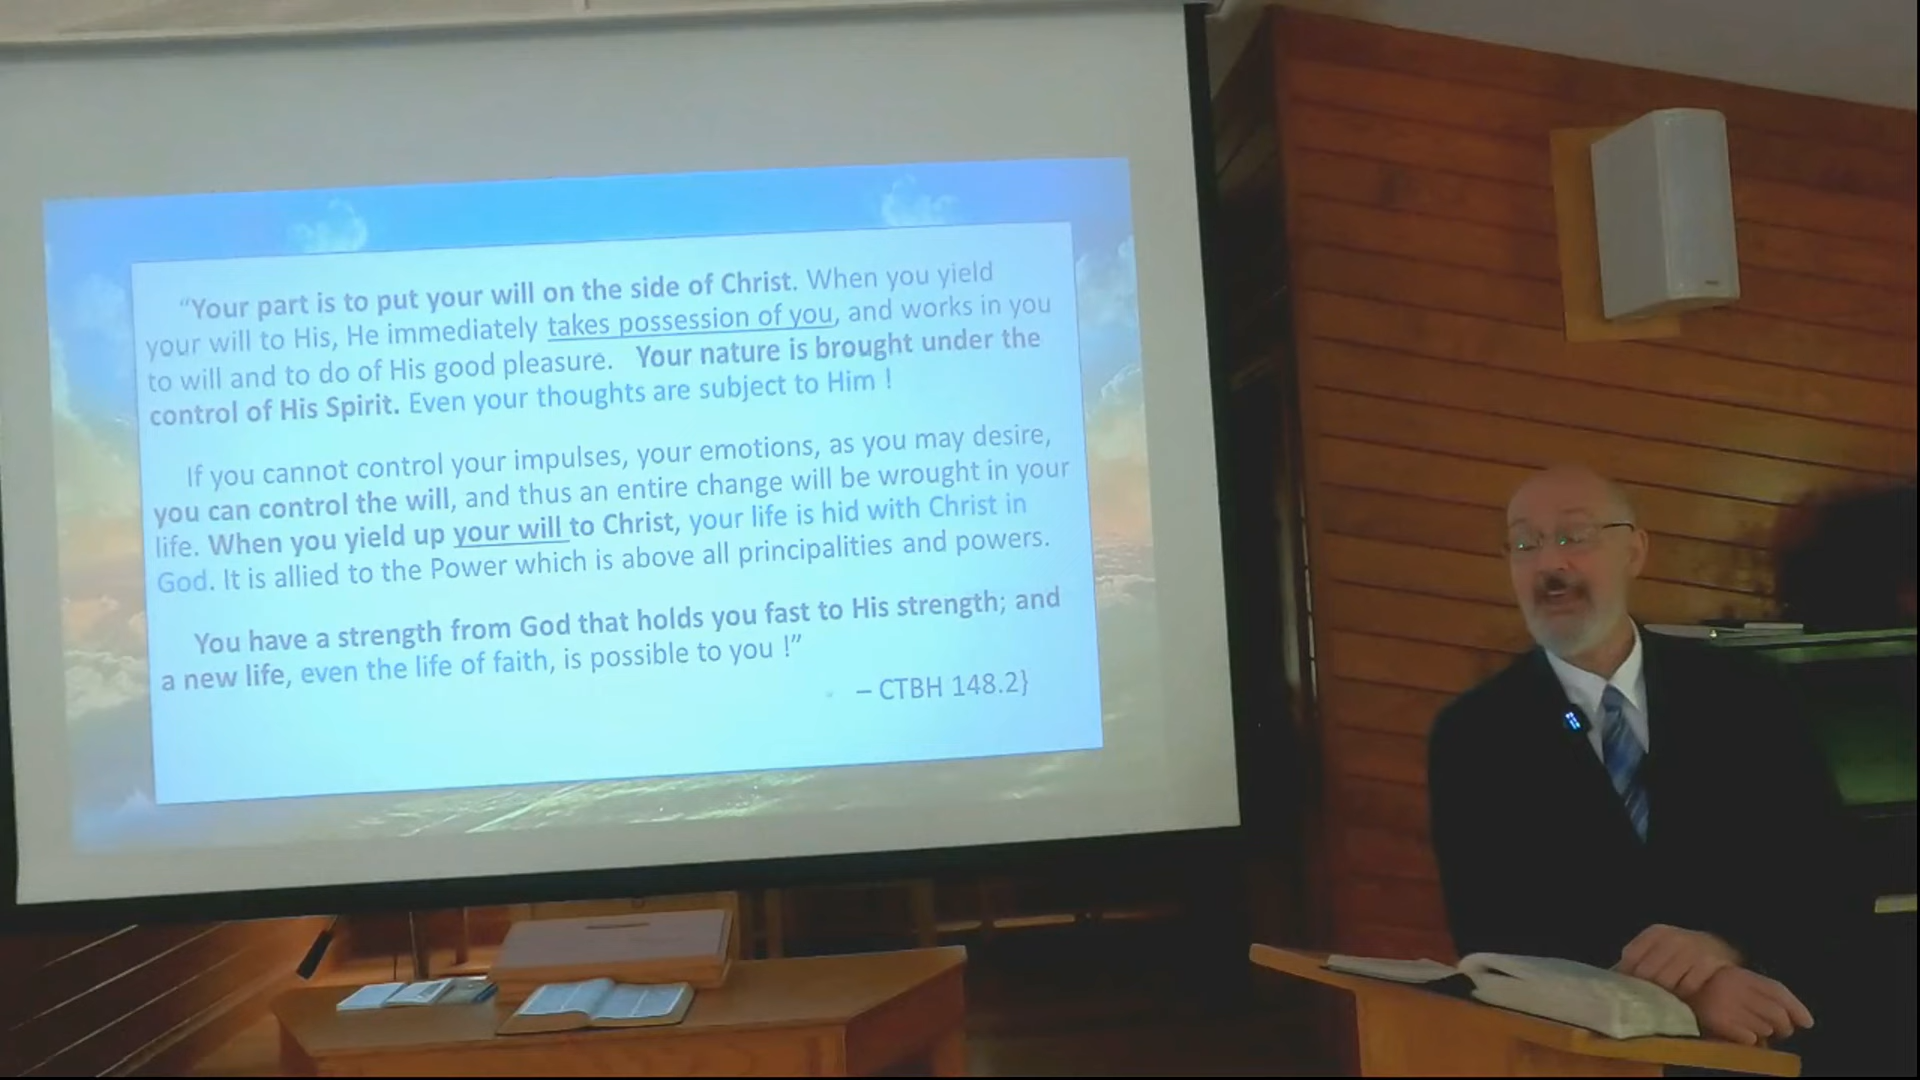 “Your part is to put your will on the side of Christ. When you yield
your will to His, He immediately takes possession of you, and works in you
to will and to do of His good pleasure. Your nature is brought under the
control of His Spirit. Even your thoughts are subject to Him !
If you cannot control your impulses, your emotions, as you may desire,
you can control the will, and thus an entire change will be wrought in your
life. When you yield up your will to Christ, your life is hid with Christ in
God. It is allied to the Power which is above all principalities and powers.
You have a strength from God that holds you fast to His strength; and
a new life, even the life of faith, is possible to you !”
– CTBH 148.2}